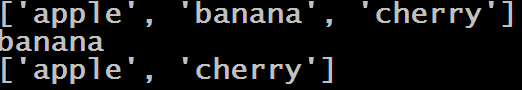 ['apple', 'banana', 'cherry']
banana
['apple', 'cherry']